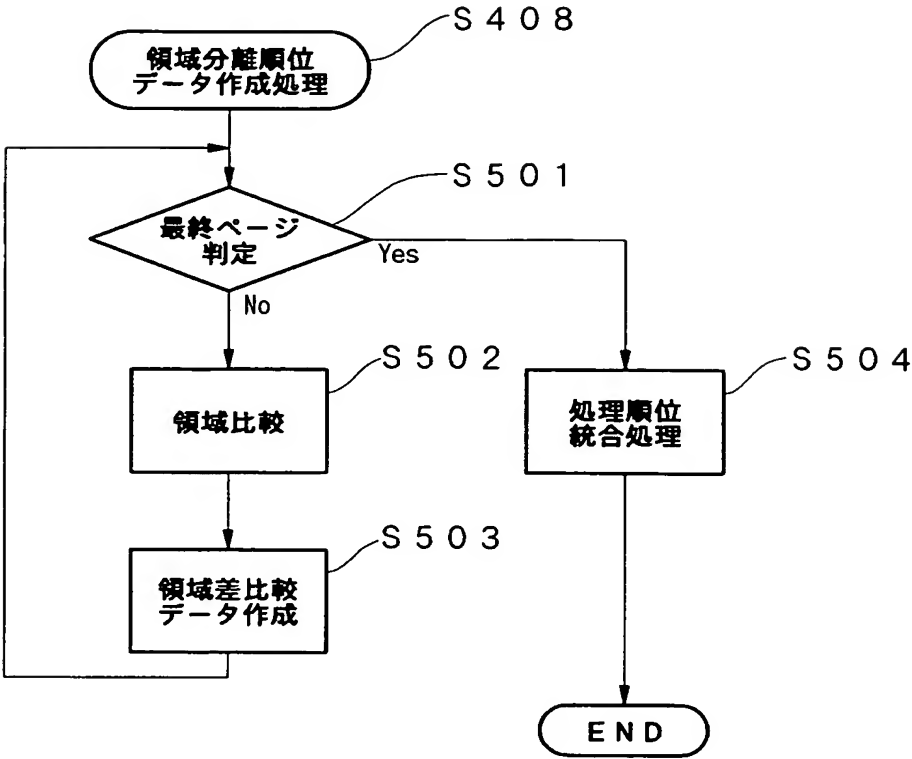 S408
領域分離順位
データ作成処理
S501
最終ページ
判定
Yes
No
S502
領域比較
S504
処理順位
統合処理
S503
領域差比較
データ作成
END